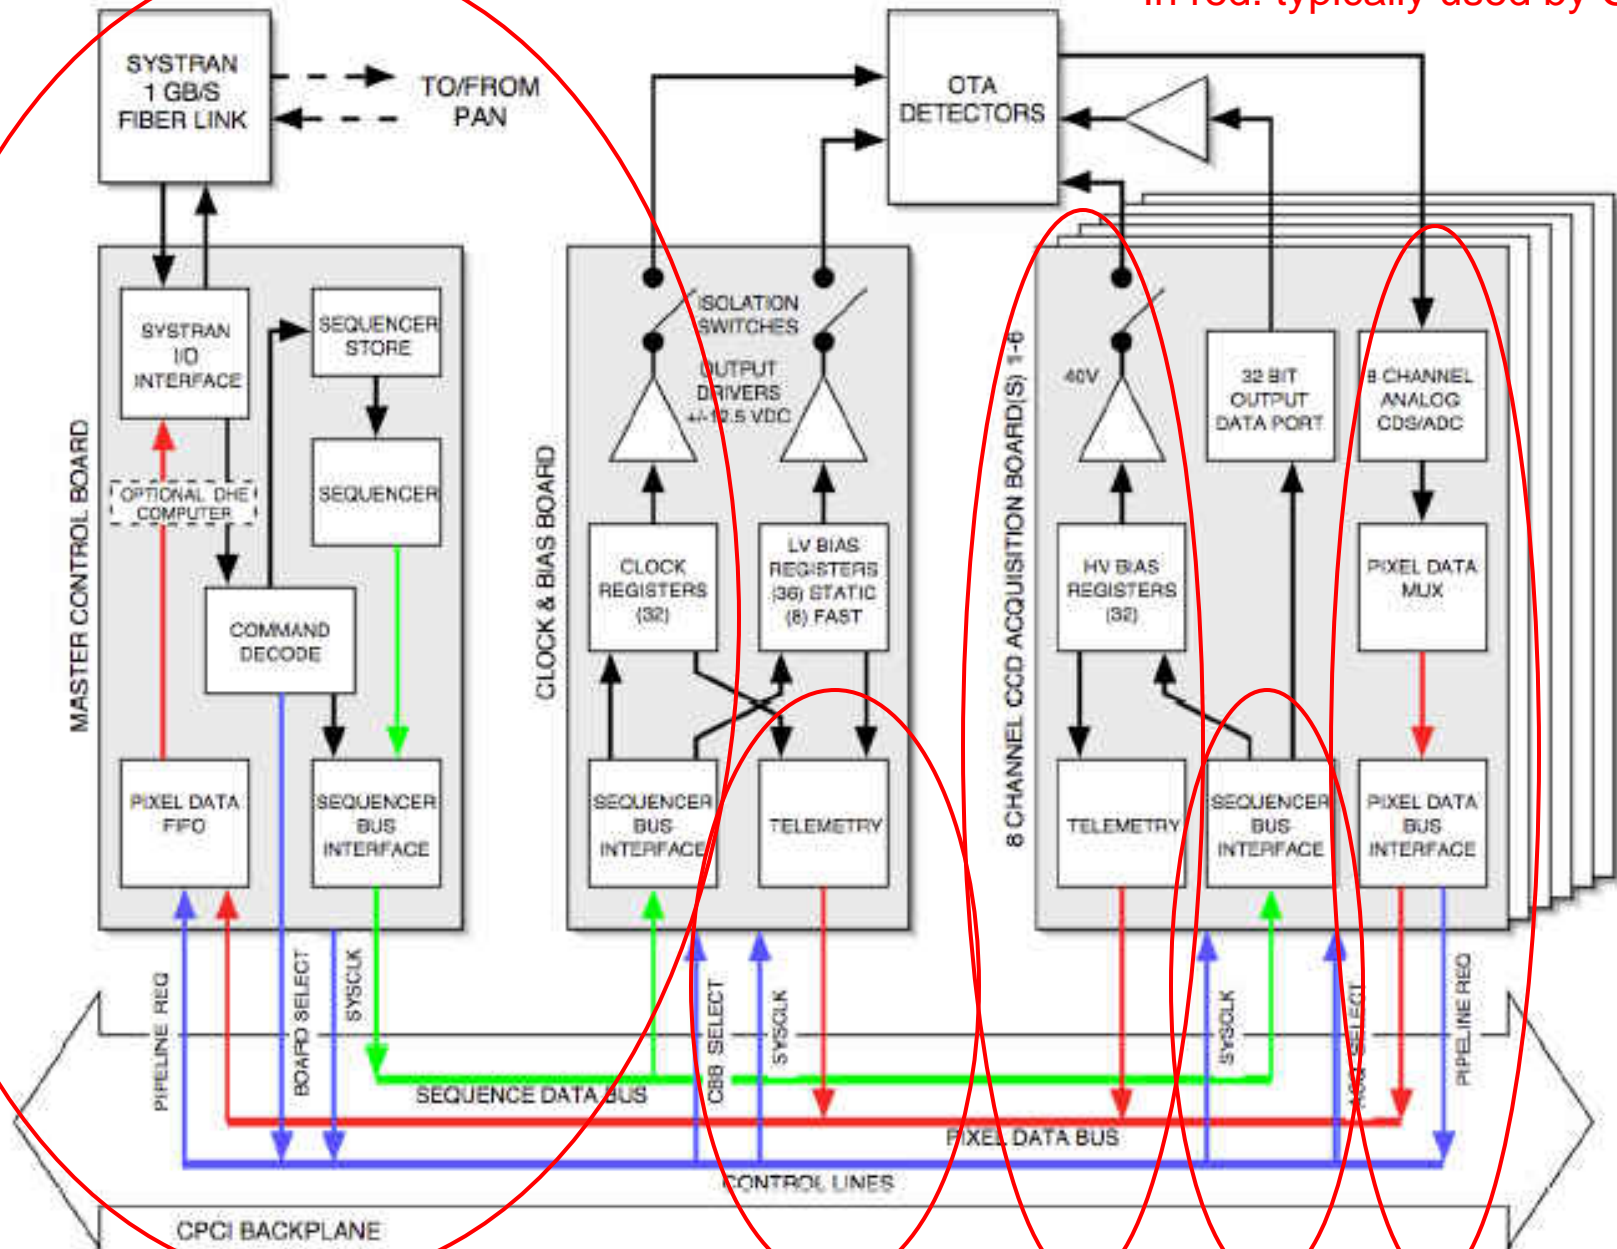 In red: typically used by
SYSTRAN
1 GB/S
FIBER LINK
TO/FROM
PAN
OTA
DETECTORS
MASTER CONTROL BOARD
SYSTRAN
I/O
INTERFACE
SEQUENCER
STORE
OPTIONAL DHE
COMPUTER
SEQUENCER
COMMAND
DECODE
PIXEL DATA
FIFO
SEQUENCER
BUS
INTERFACE
CLOCK & BIAS BOARD
ISOLATION
SWITCHES
OUTPUT
DRIVERS
+/-12.5 VDC
CLOCK
REGISTERS
(32)
LV BIAS
REGISTERS
(36) STATIC
(8) FAST
SEQUENCER
BUS
INTERFACE
TELEMETRY
8 CHANNEL CCD ACQUISITION BOARD(S) 1-6
40V
32 BIT
OUTPUT
DATA PORT
8 CHANNEL
ANALOG
CDS/ADC
HV BIAS
REGISTERS
(32)
PIXEL DATA
MUX
TELEMETRY
SEQUENCER
BUS
INTERFACE
PIXEL DATA
BUS
INTERFACE
PIPELINE REQ
BOARD SELECT
SYSCLK
CBB SELECT
SYSCLK
SYSCLK
ACQ SELECT
PIPELINE REQ
SEQUENCE DATA BUS
PIXEL DATA BUS
CONTROL LINES
CPCI BACKPLANE